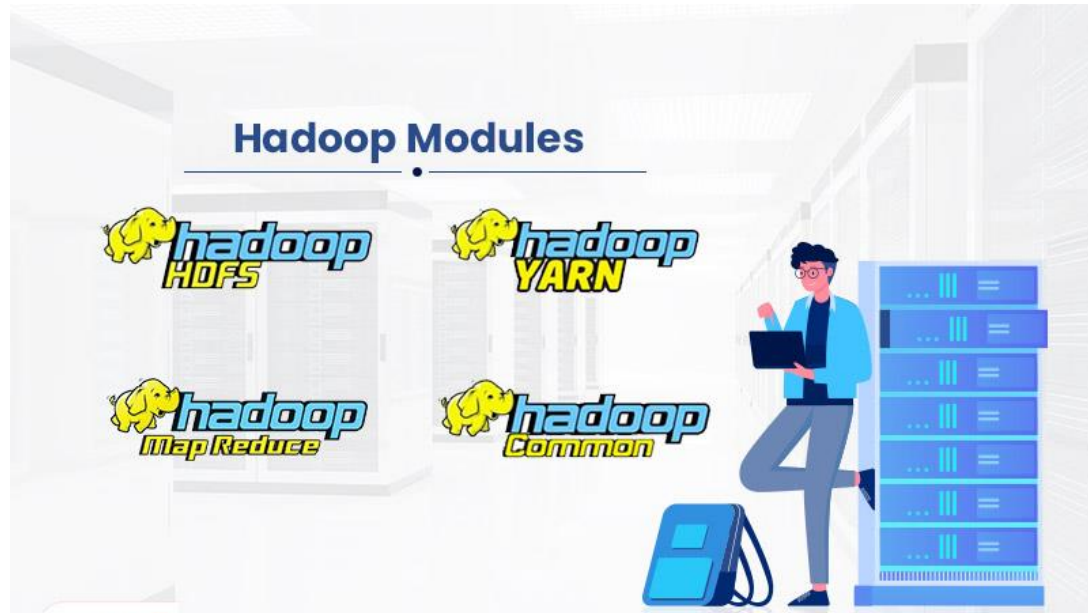 Hadoop Modules
hadoop
HDFS
hadoop
YARN
hadoop
Map Reduce
hadoop
Common